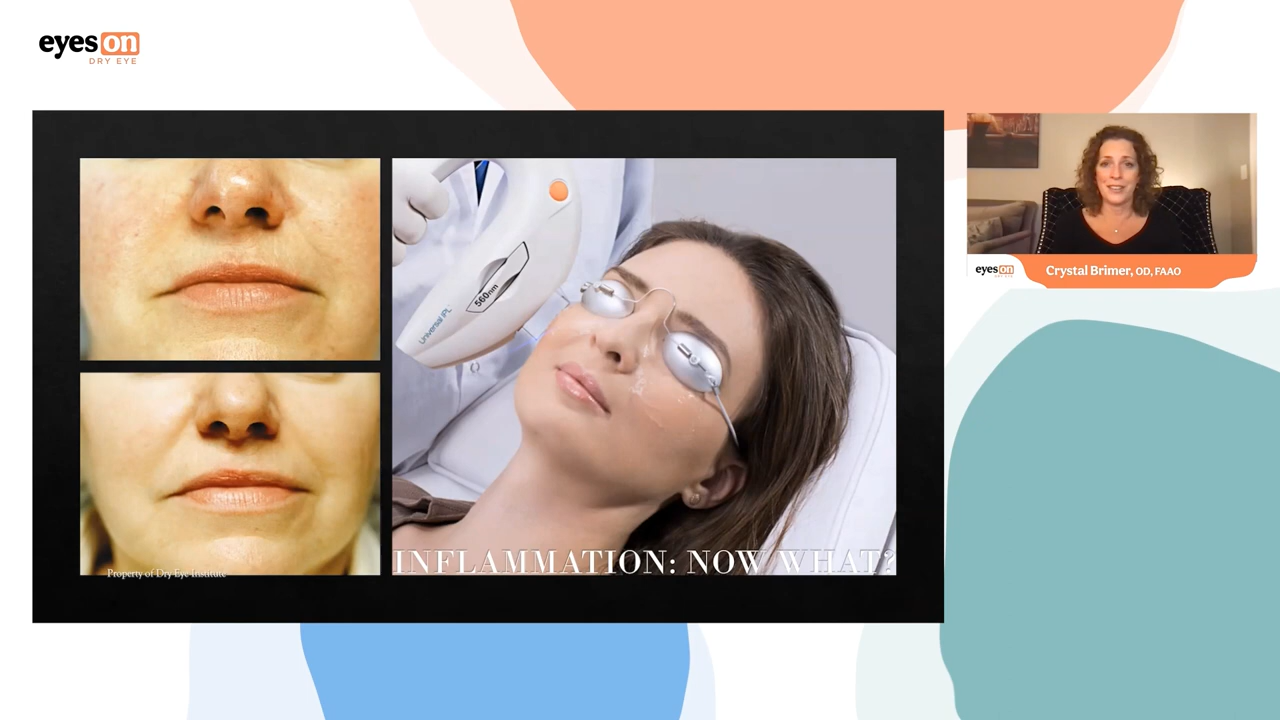 eyes on
DRY EYE
560nm
Universal IPL
INFLAMMATION: NOW WHAT?
Property of Dry Eye Institute
eyes on
Crystal Brimer, OD, FAAO